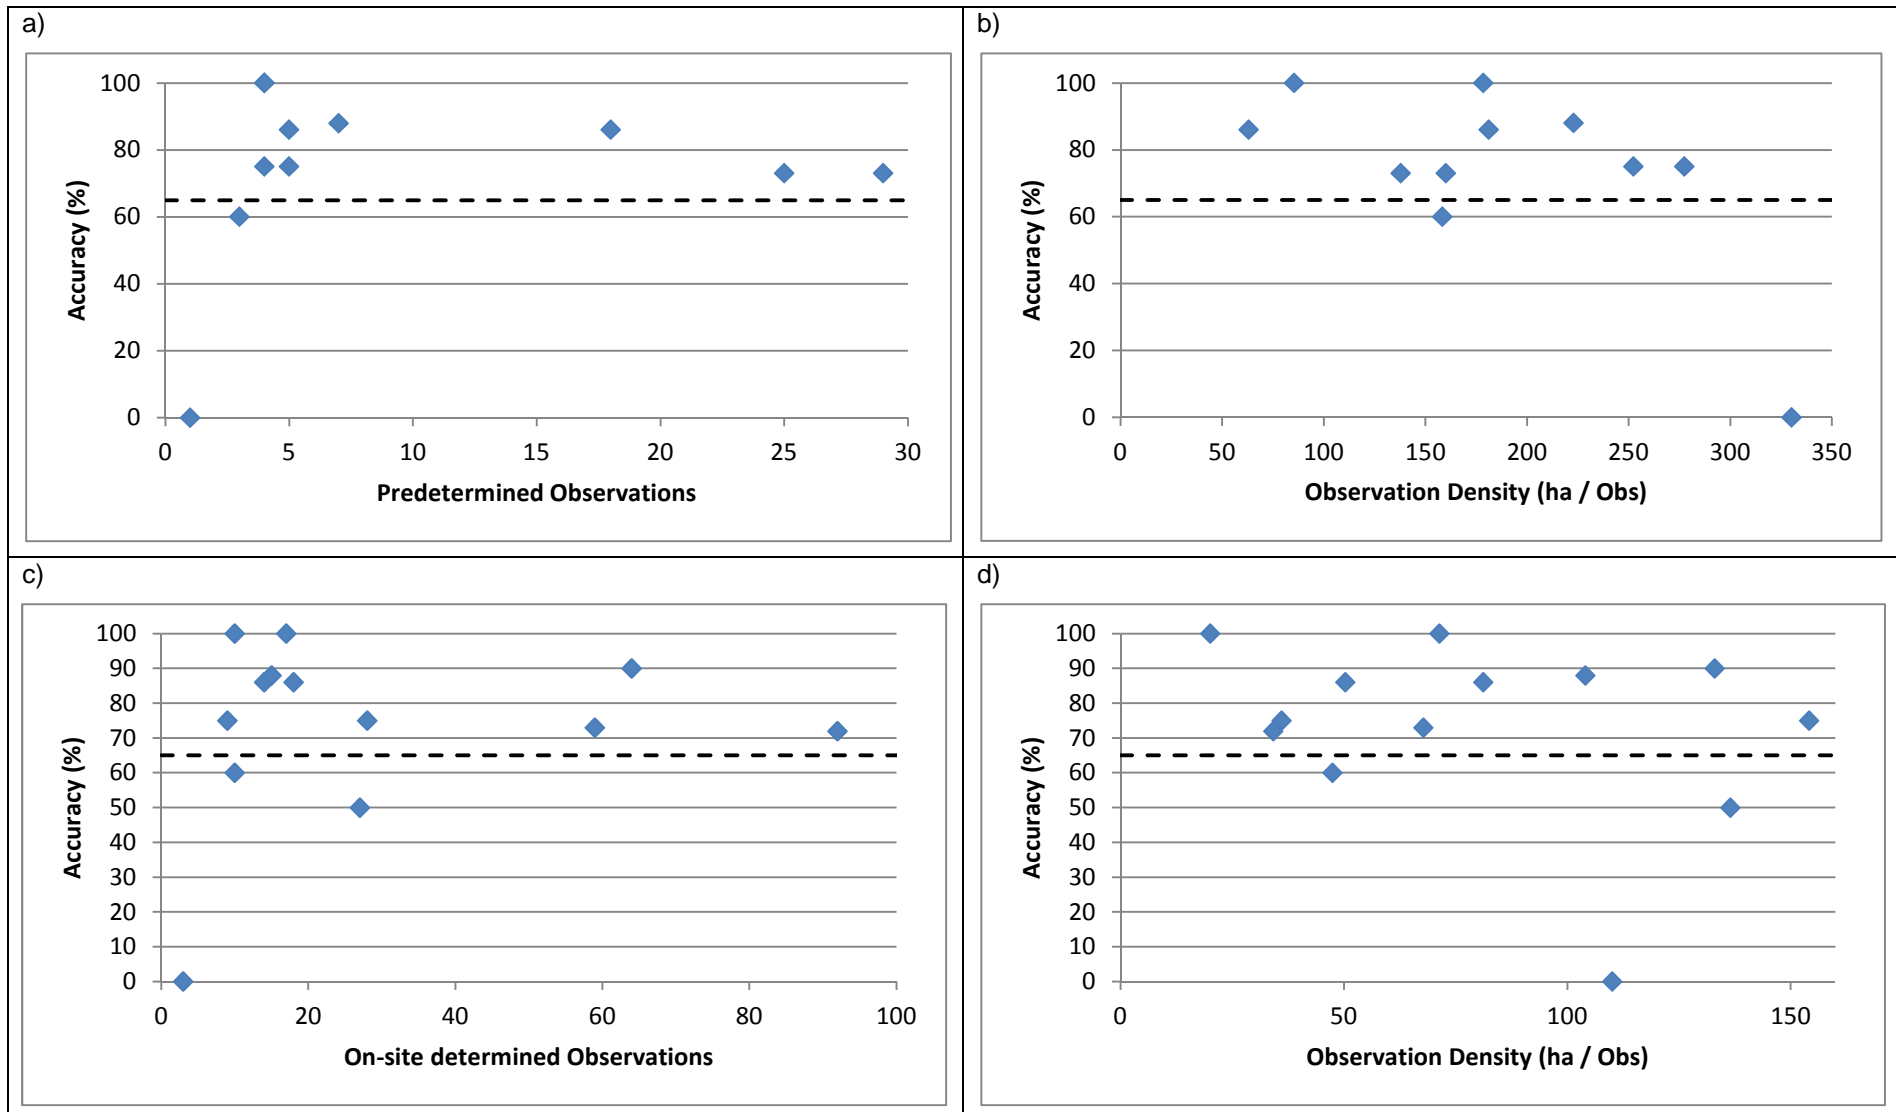 a)
100
80
60
40
20
0
Accuracy (%)
0 5 10 15 20 25 30
Predetermined Observations
b)
100
80
60
40
20
0
Accuracy (%)
0 50 100 150 200 250 300 350
Observation Density (ha / Obs)
c)
100
90
80
70
60
50
40
30
20
10
0
Accuracy (%)
0 20 40 60 80 100
On-site determined Observations
d)
100
90
80
70
60
50
40
30
20
10
0
Accuracy (%)
0 50 100 150
Observation Density (ha / Obs)